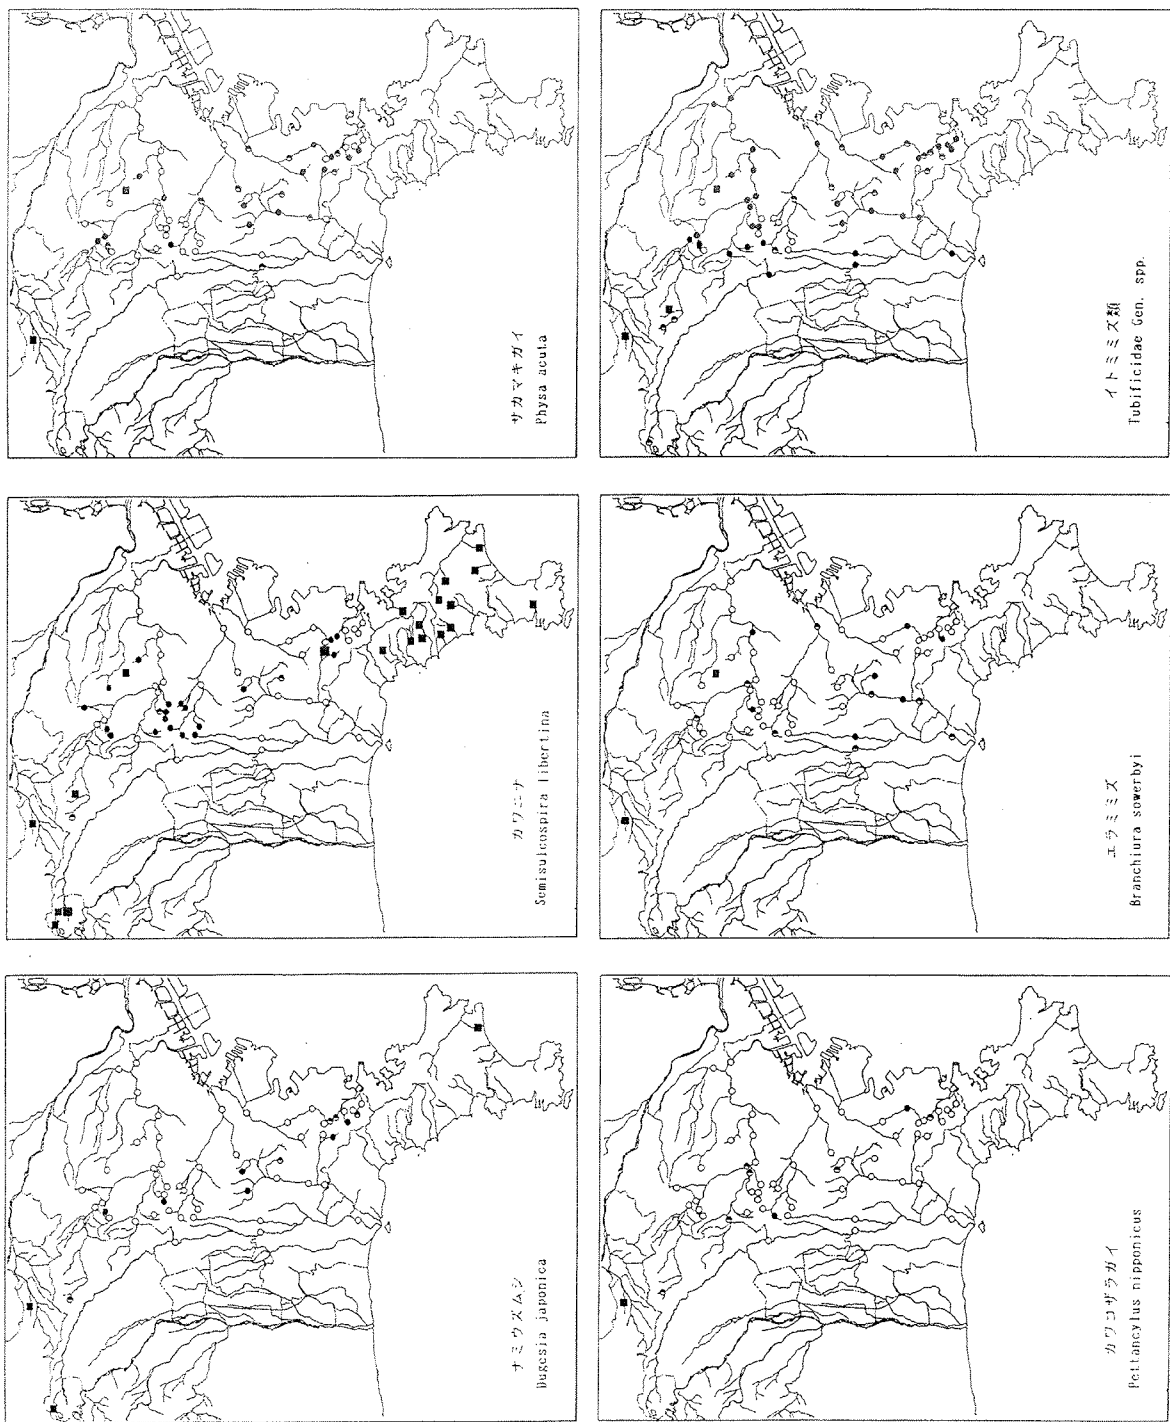 ナミウズムシ
Dugesia japonica
カワニナ
Semisulcospira libertina
サカマキガイ
Physa acuta
カワコザラガイ
Pettancylus nipponicus
エラミミズ
Branchiura sowerbyi
イトミミズ類
Tubificidae Gen. spp.